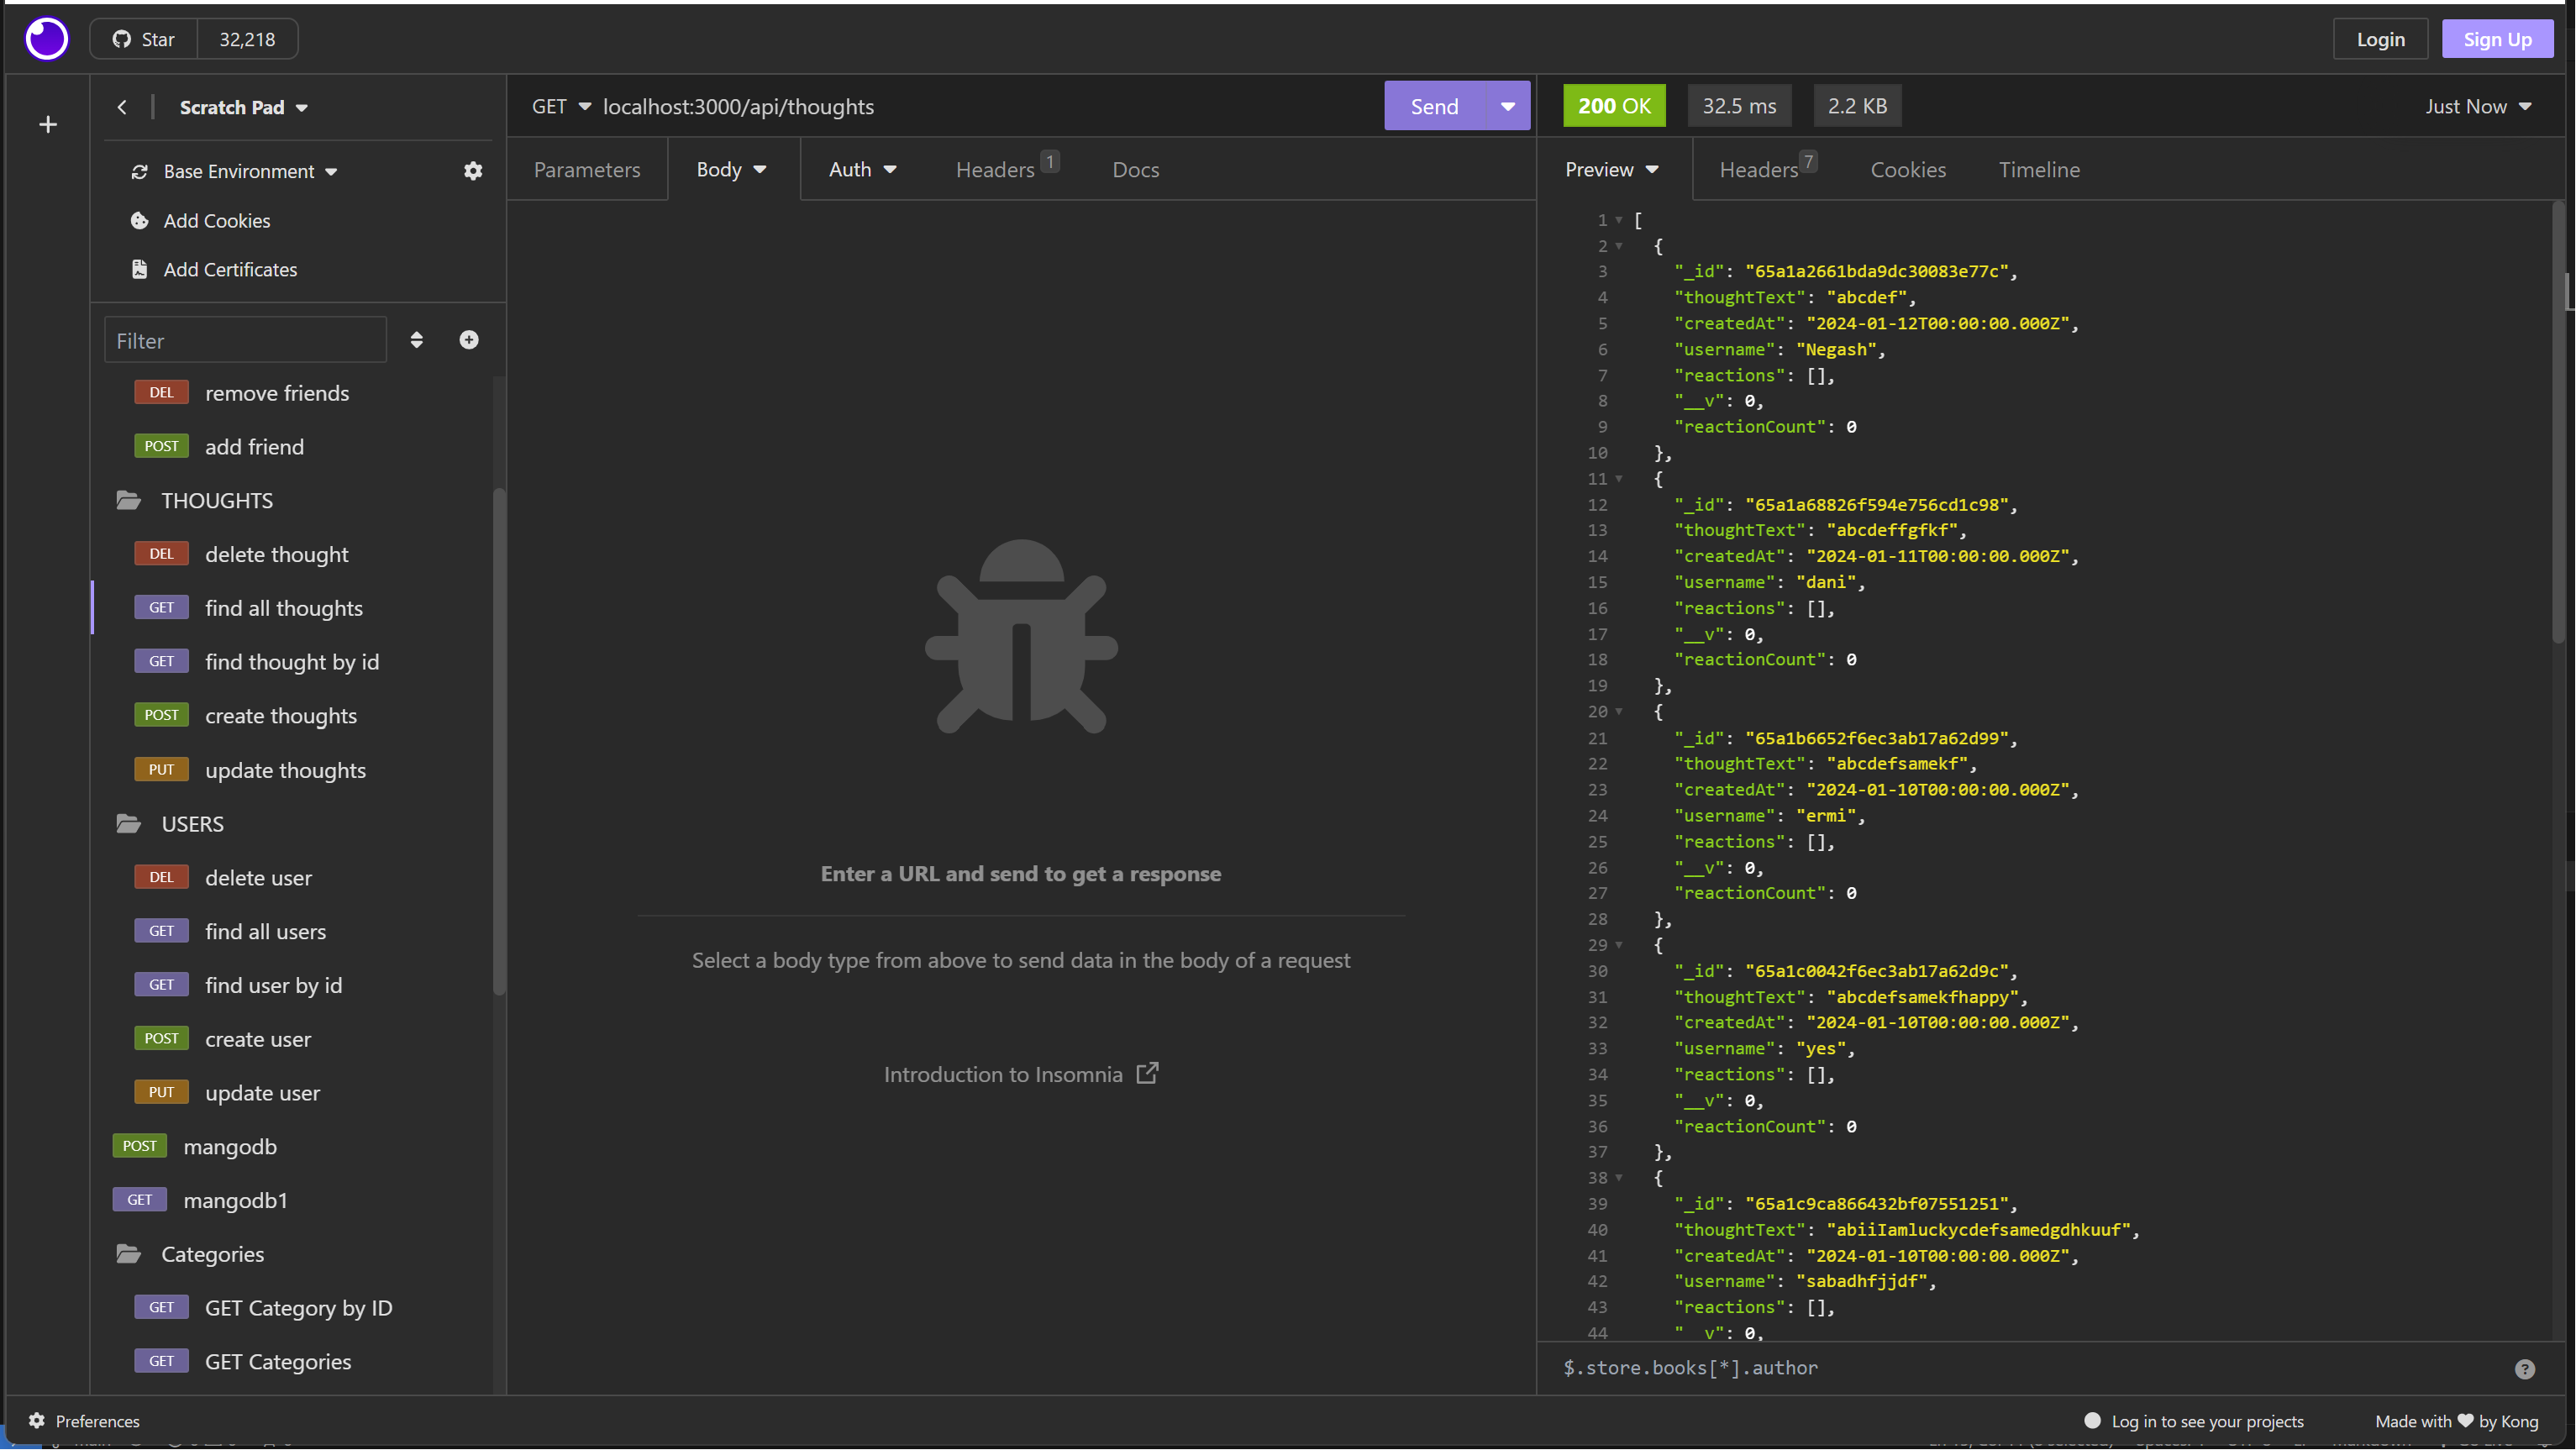 Star 32,218
Login Sign Up
Scratch Pad
Base Environment
Add Cookies
Add Certificates
Filter
DEL remove friends
POST add friend
THOUGHTS
DEL delete thought
GET find all thoughts
GET find thought by id
POST create thoughts
PUT update thoughts
USERS
DEL delete user
GET find all users
GET find user by id
POST create user
PUT update user
POST mangodb
GET mangodb1
Categories
GET GET Category by ID
GET GET Categories
GET localhost:3000/api/thoughts Send
Parameters Body Auth Headers 1 Docs
Enter a URL and send to get a response
Select a body type from above to send data in the body of a request
Introduction to Insomnia
200 OK 32.5 ms 2.2 KB Just Now
Preview Headers 7 Cookies Timeline
1 [
2 {
3 "_id": "65a1a2661bda9dc30083e77c",
4 "thoughtText": "abcdef",
5 "createdAt": "2024-01-12T00:00:00.000Z",
6 "username": "Negash",
7 "reactions": [],
8 "__v": 0,
9 "reactionCount": 0
10 },
11 {
12 "_id": "65a1a68826f594e756cd1c98",
13 "thoughtText": "abcdeffgfkf",
14 "createdAt": "2024-01-11T00:00:00.000Z",
15 "username": "dani",
16 "reactions": [],
17 "__v": 0,
18 "reactionCount": 0
19 },
20 {
21 "_id": "65a1b6652f6ec3ab17a62d99",
22 "thoughtText": "abcdefsamekf",
23 "createdAt": "2024-01-10T00:00:00.000Z",
24 "username": "ermi",
25 "reactions": [],
26 "__v": 0,
27 "reactionCount": 0
28 },
29 {
30 "_id": "65a1c0042f6ec3ab17a62d9c",
31 "thoughtText": "abcdefsamekfhappy",
32 "createdAt": "2024-01-10T00:00:00.000Z",
33 "username": "yes",
34 "reactions": [],
35 "__v": 0,
36 "reactionCount": 0
37 },
38 {
39 "_id": "65a1c9ca866432bf07551251",
40 "thoughtText": "abiiIamluckycdefsamedgdhkuuf",
41 "createdAt": "2024-01-10T00:00:00.000Z",
42 "username": "sabadhfjjdf",
43 "reactions": [],
44 "__v": 0,
$.store.books[*].author
Preferences
Log in to see your projects Made with ♥ by Kong